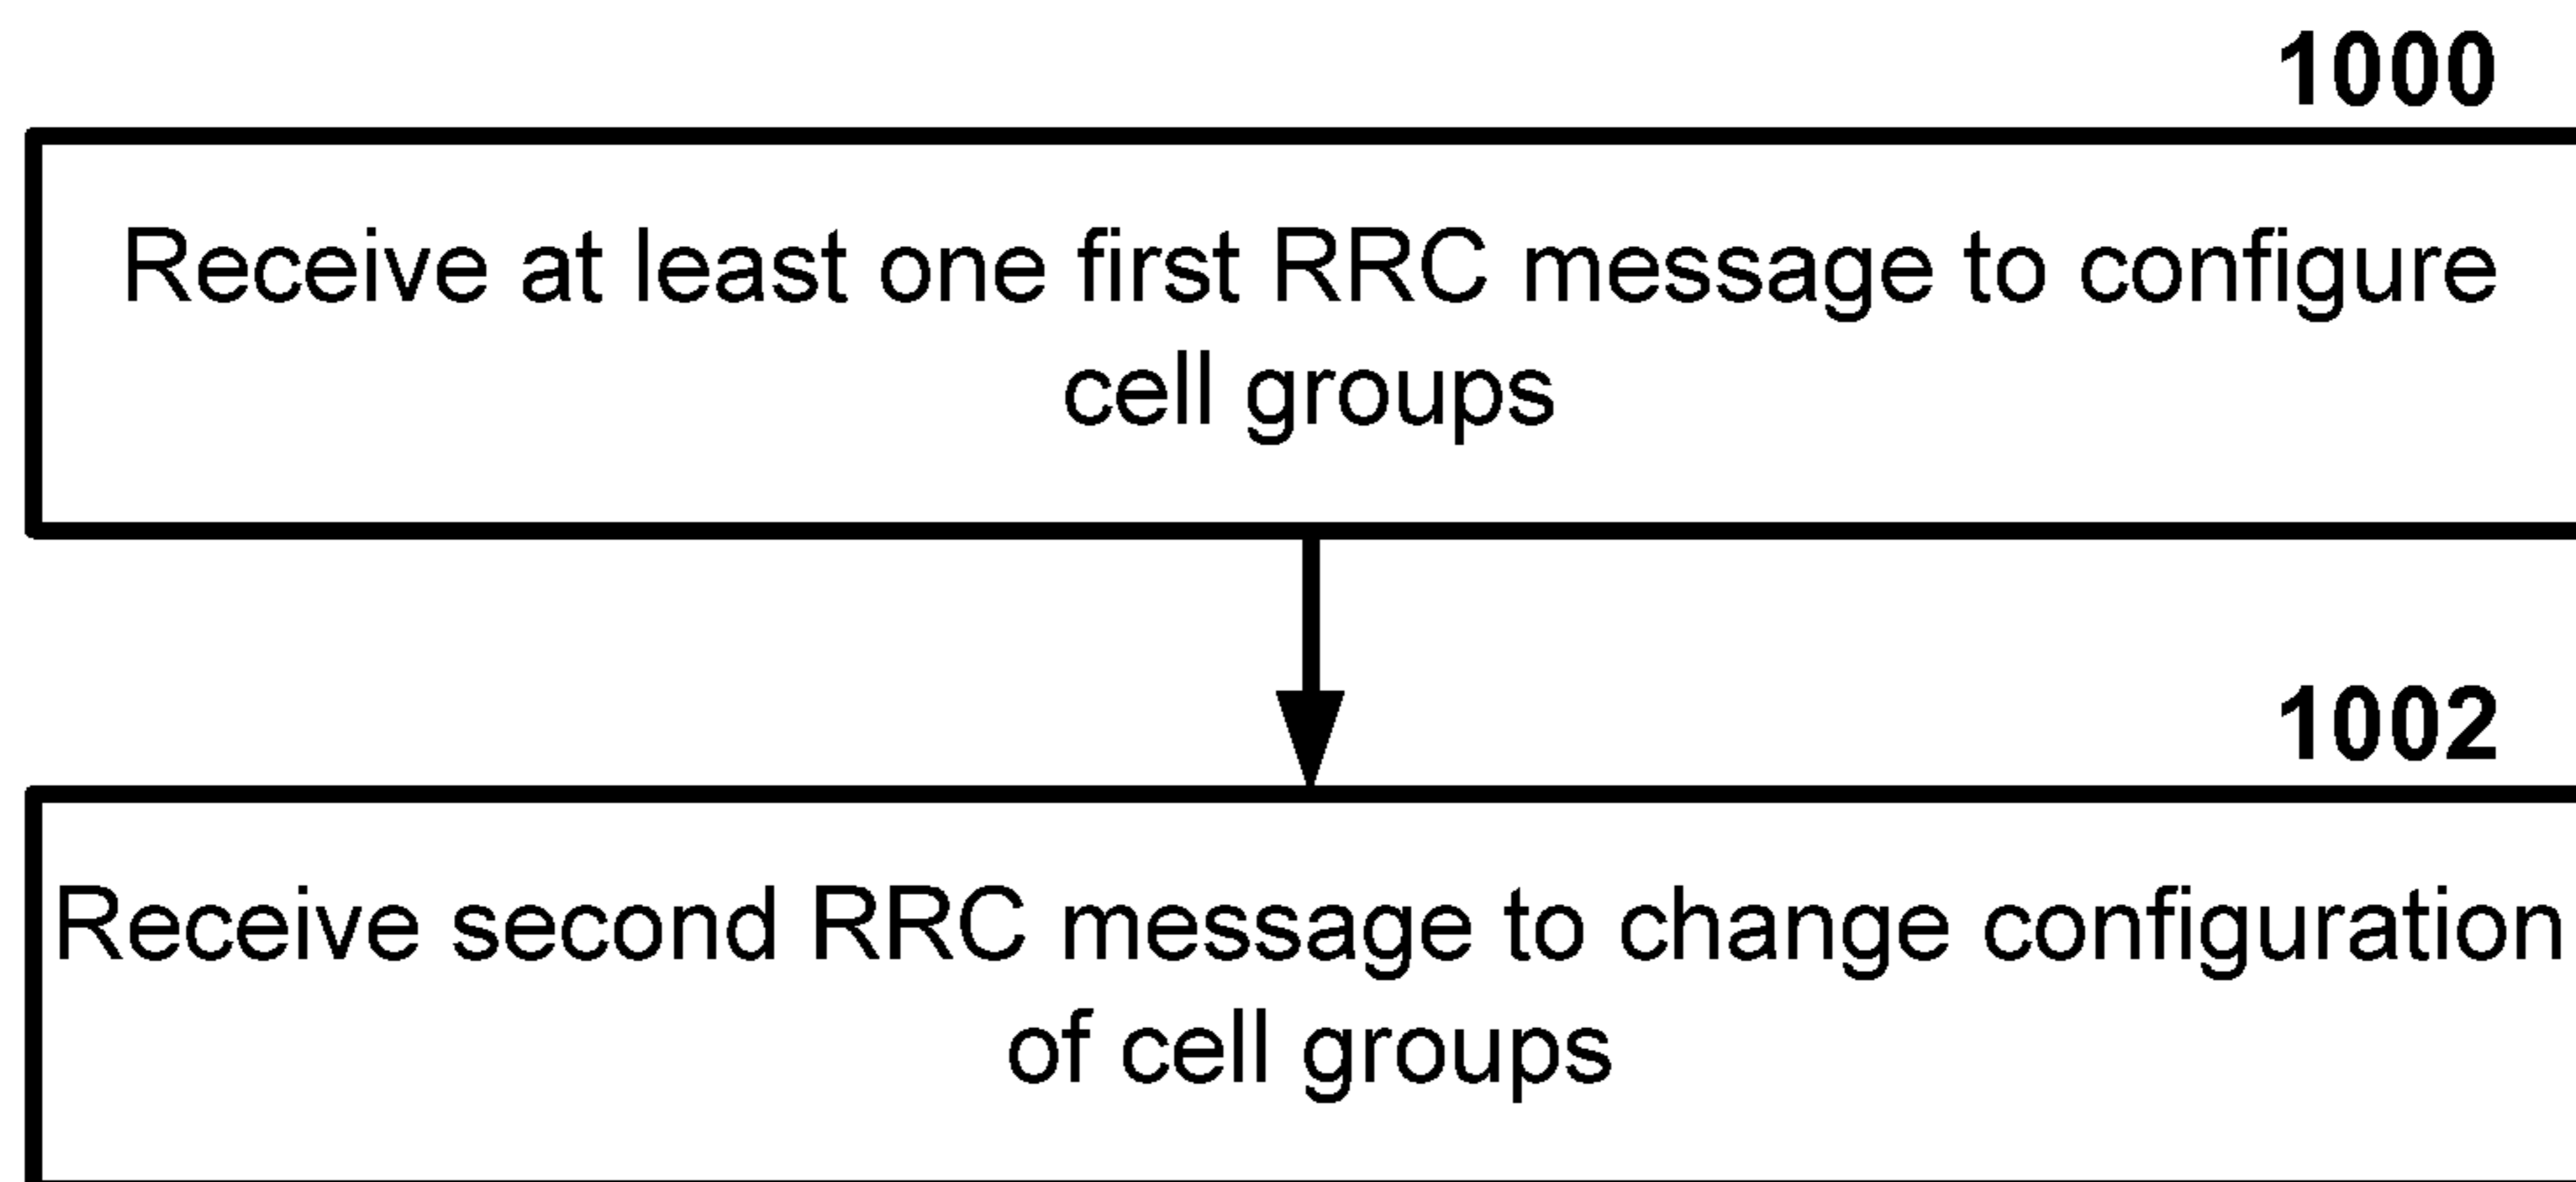 1000
Receive at least one first RRC message to configure
cell groups
1002
Receive second RRC message to change configuration
of cell groups